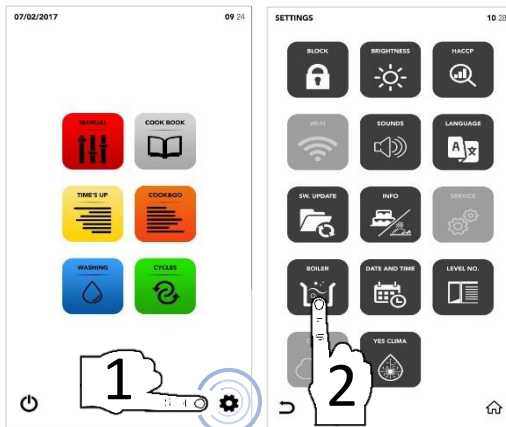 07/02/2017 09 24
MANUAL COOK BOOK
TIME'S UP COOK&GO
WASHING CYCLES
1
SETTINGS 10 28
BLOCK BRIGHTNESS HACCP
WI-FI SOUNDS LANGUAGE
A
SW. UPDATE INFO SERVICE
BOILER DATE AND TIME LEVEL NO.
YES CLIMA
2